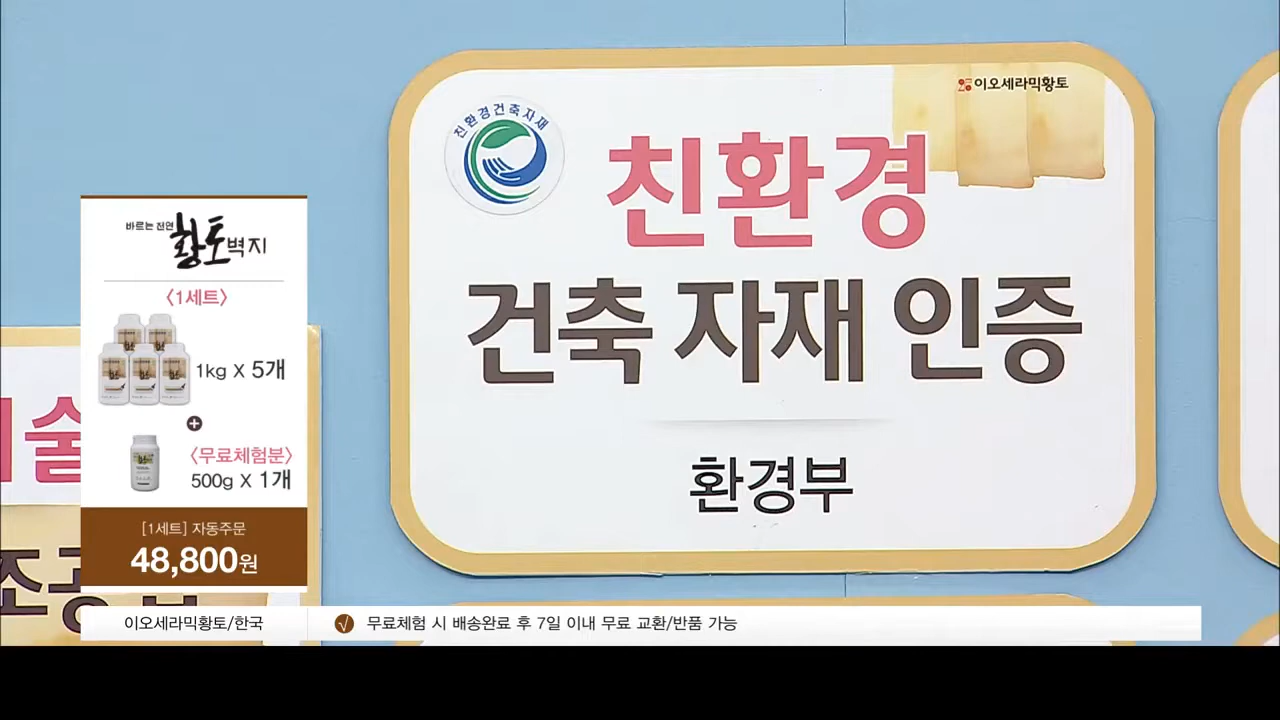 이오세라믹황토
친환경건축자재
친환경
건축 자재 인증
환경부
바르는 천연
황토벽지
<1세트>
1kg X 5개
<무료체험분>
500g X 1개
[1세트] 자동주문
48,800원
이오세라믹황토/한국
무료체험 시 배송완료 후 7일 이내 무료 교환/반품 가능